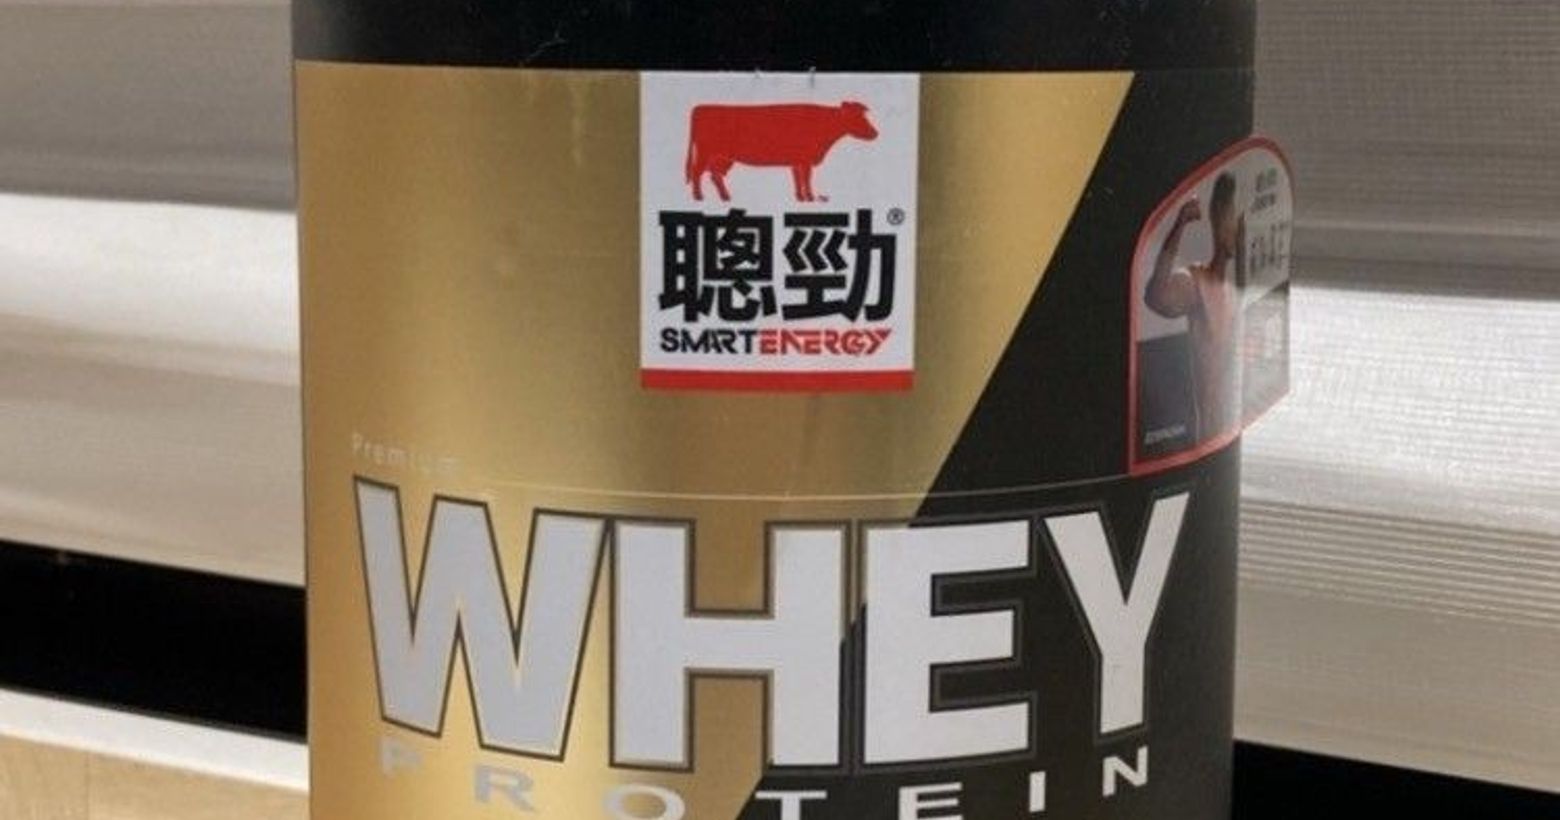 聰勁®
SMARTENERGY
Premium
WHEY
PROTEIN